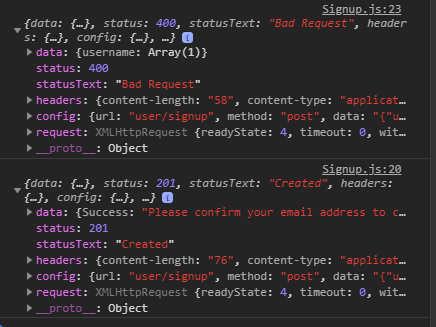 Signup.js:23
{data: {…}, status: 400, statusText: "Bad Request", header
s: {…}, config: {…}, …} i
data: {username: Array(1)}
status: 400
statusText: "Bad Request"
headers: {content-length: "58", content-type: "applicat…
config: {url: "user/signup", method: "post", data: "{"u…
request: XMLHttpRequest {readyState: 4, timeout: 0, wit…
__proto__: Object
Signup.js:20
{data: {…}, status: 201, statusText: "Created", headers:
{…}, config: {…}, …} i
data: {Success: "Please confirm your email address to c…
status: 201
statusText: "Created"
headers: {content-length: "76", content-type: "applicat…
config: {url: "user/signup", method: "post", data: "{"u…
request: XMLHttpRequest {readyState: 4, timeout: 0, wit…
__proto__: Object